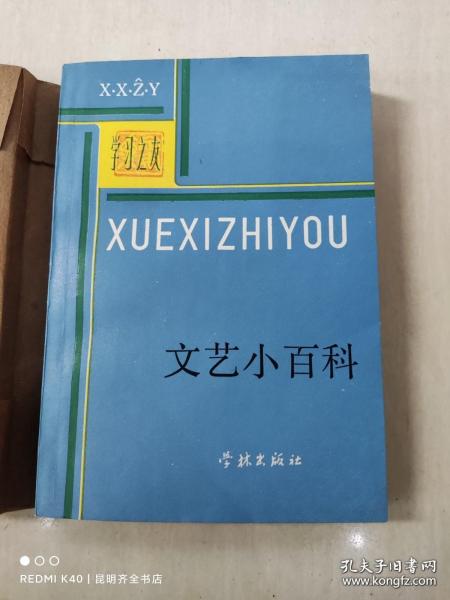 X·X·Ẑ·Y
学习之友
XUEXIZHIYOU
文艺小百科
学林出版社
REDMI K40 | 昆明齐全书店
孔夫子旧书网
www.kongfz.com